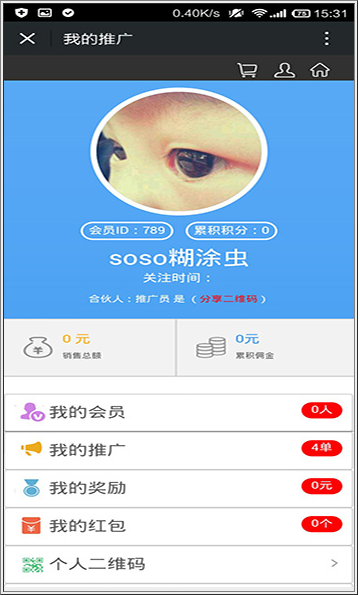 0.40K/s 75 15:31
我的推广
会员ID：789 累积积分：0
soso糊涂虫
关注时间：
合伙人：推广员 是（分享二维码）
0 元
销售总额
0元
累积佣金
我的会员 0人
我的推广 4单
我的奖励 0元
我的红包 0个
个人二维码